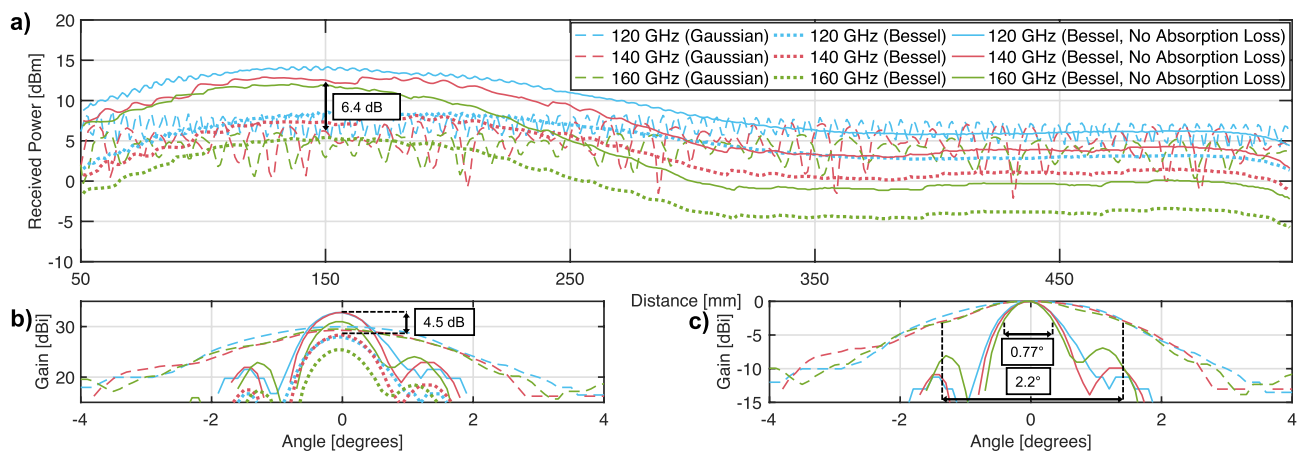 a)
20
15
10
5
0
-5
-10
Received Power [dBm]
120 GHz (Gaussian) 120 GHz (Bessel) 120 GHz (Bessel, No Absorption Loss)
140 GHz (Gaussian) 140 GHz (Bessel) 140 GHz (Bessel, No Absorption Loss)
160 GHz (Gaussian) 160 GHz (Bessel) 160 GHz (Bessel, No Absorption Loss)
6.4 dB
50 150 250 350 450
Distance [mm]
b)
30
20
Gain [dBi]
4.5 dB
-4 -2 0 2 4
Angle [degrees]
c)
0
-5
-10
-15
Gain [dBi]
0.77°
2.2°
-4 -2 0 2 4
Angle [degrees]